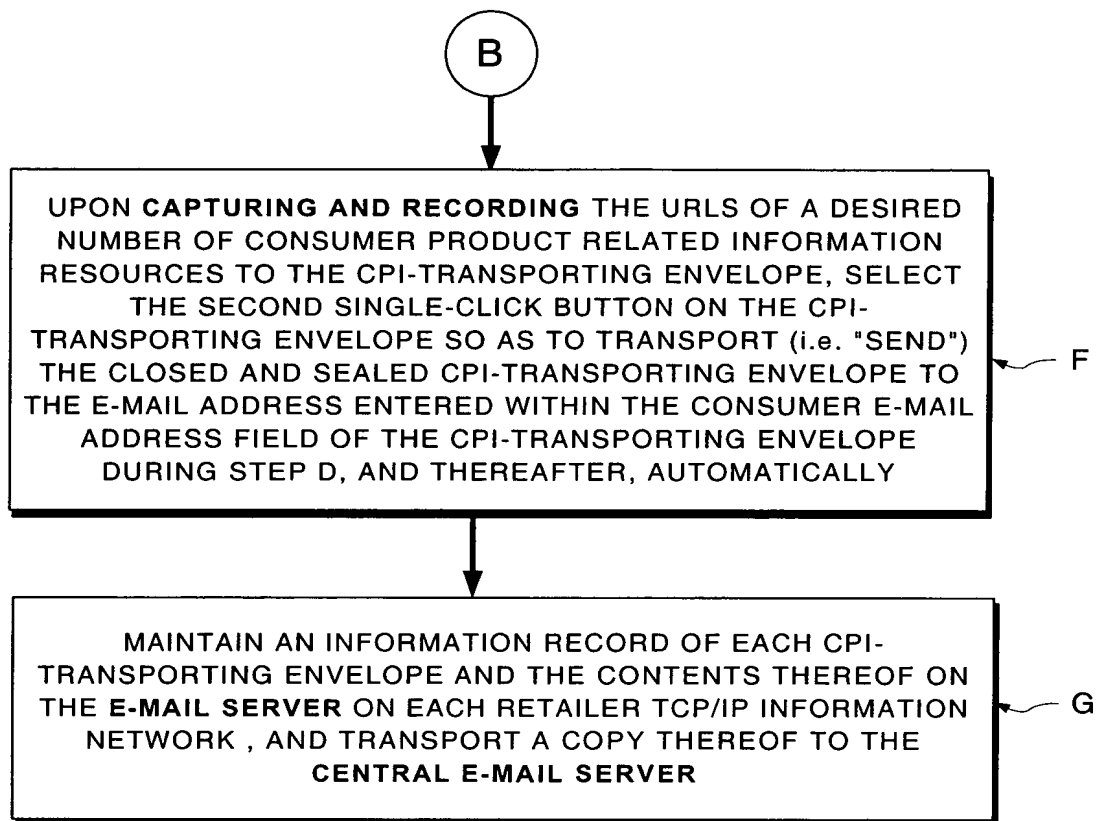 B
UPON CAPTURING AND RECORDING THE URLS OF A DESIRED
NUMBER OF CONSUMER PRODUCT RELATED INFORMATION
RESOURCES TO THE CPI-TRANSPORTING ENVELOPE, SELECT
THE SECOND SINGLE-CLICK BUTTON ON THE CPI-
TRANSPORTING ENVELOPE SO AS TO TRANSPORT (i.e. "SEND")
THE CLOSED AND SEALED CPI-TRANSPORTING ENVELOPE TO
THE E-MAIL ADDRESS ENTERED WITHIN THE CONSUMER E-MAIL
ADDRESS FIELD OF THE CPI-TRANSPORTING ENVELOPE
DURING STEP D, AND THEREAFTER, AUTOMATICALLY
F
MAINTAIN AN INFORMATION RECORD OF EACH CPI-
TRANSPORTING ENVELOPE AND THE CONTENTS THEREOF ON
THE E-MAIL SERVER ON EACH RETAILER TCP/IP INFORMATION
NETWORK , AND TRANSPORT A COPY THEREOF TO THE
CENTRAL E-MAIL SERVER
G